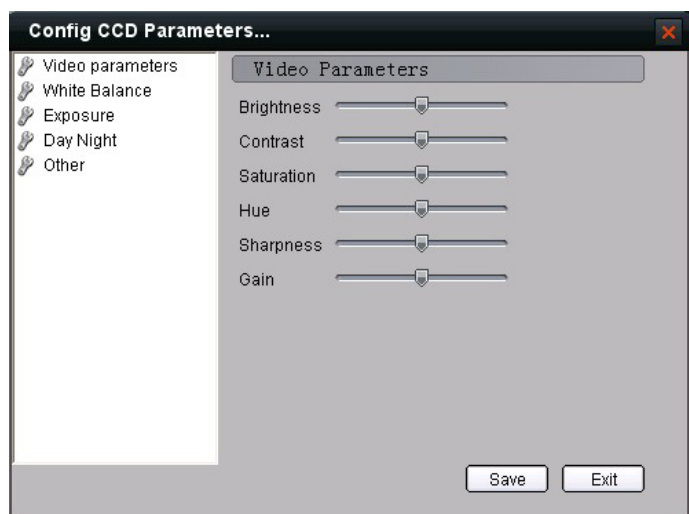 Config CCD Parameters...
Video parameters
White Balance
Exposure
Day Night
Other
Video Parameters
Brightness
Contrast
Saturation
Hue
Sharpness
Gain
Save
Exit